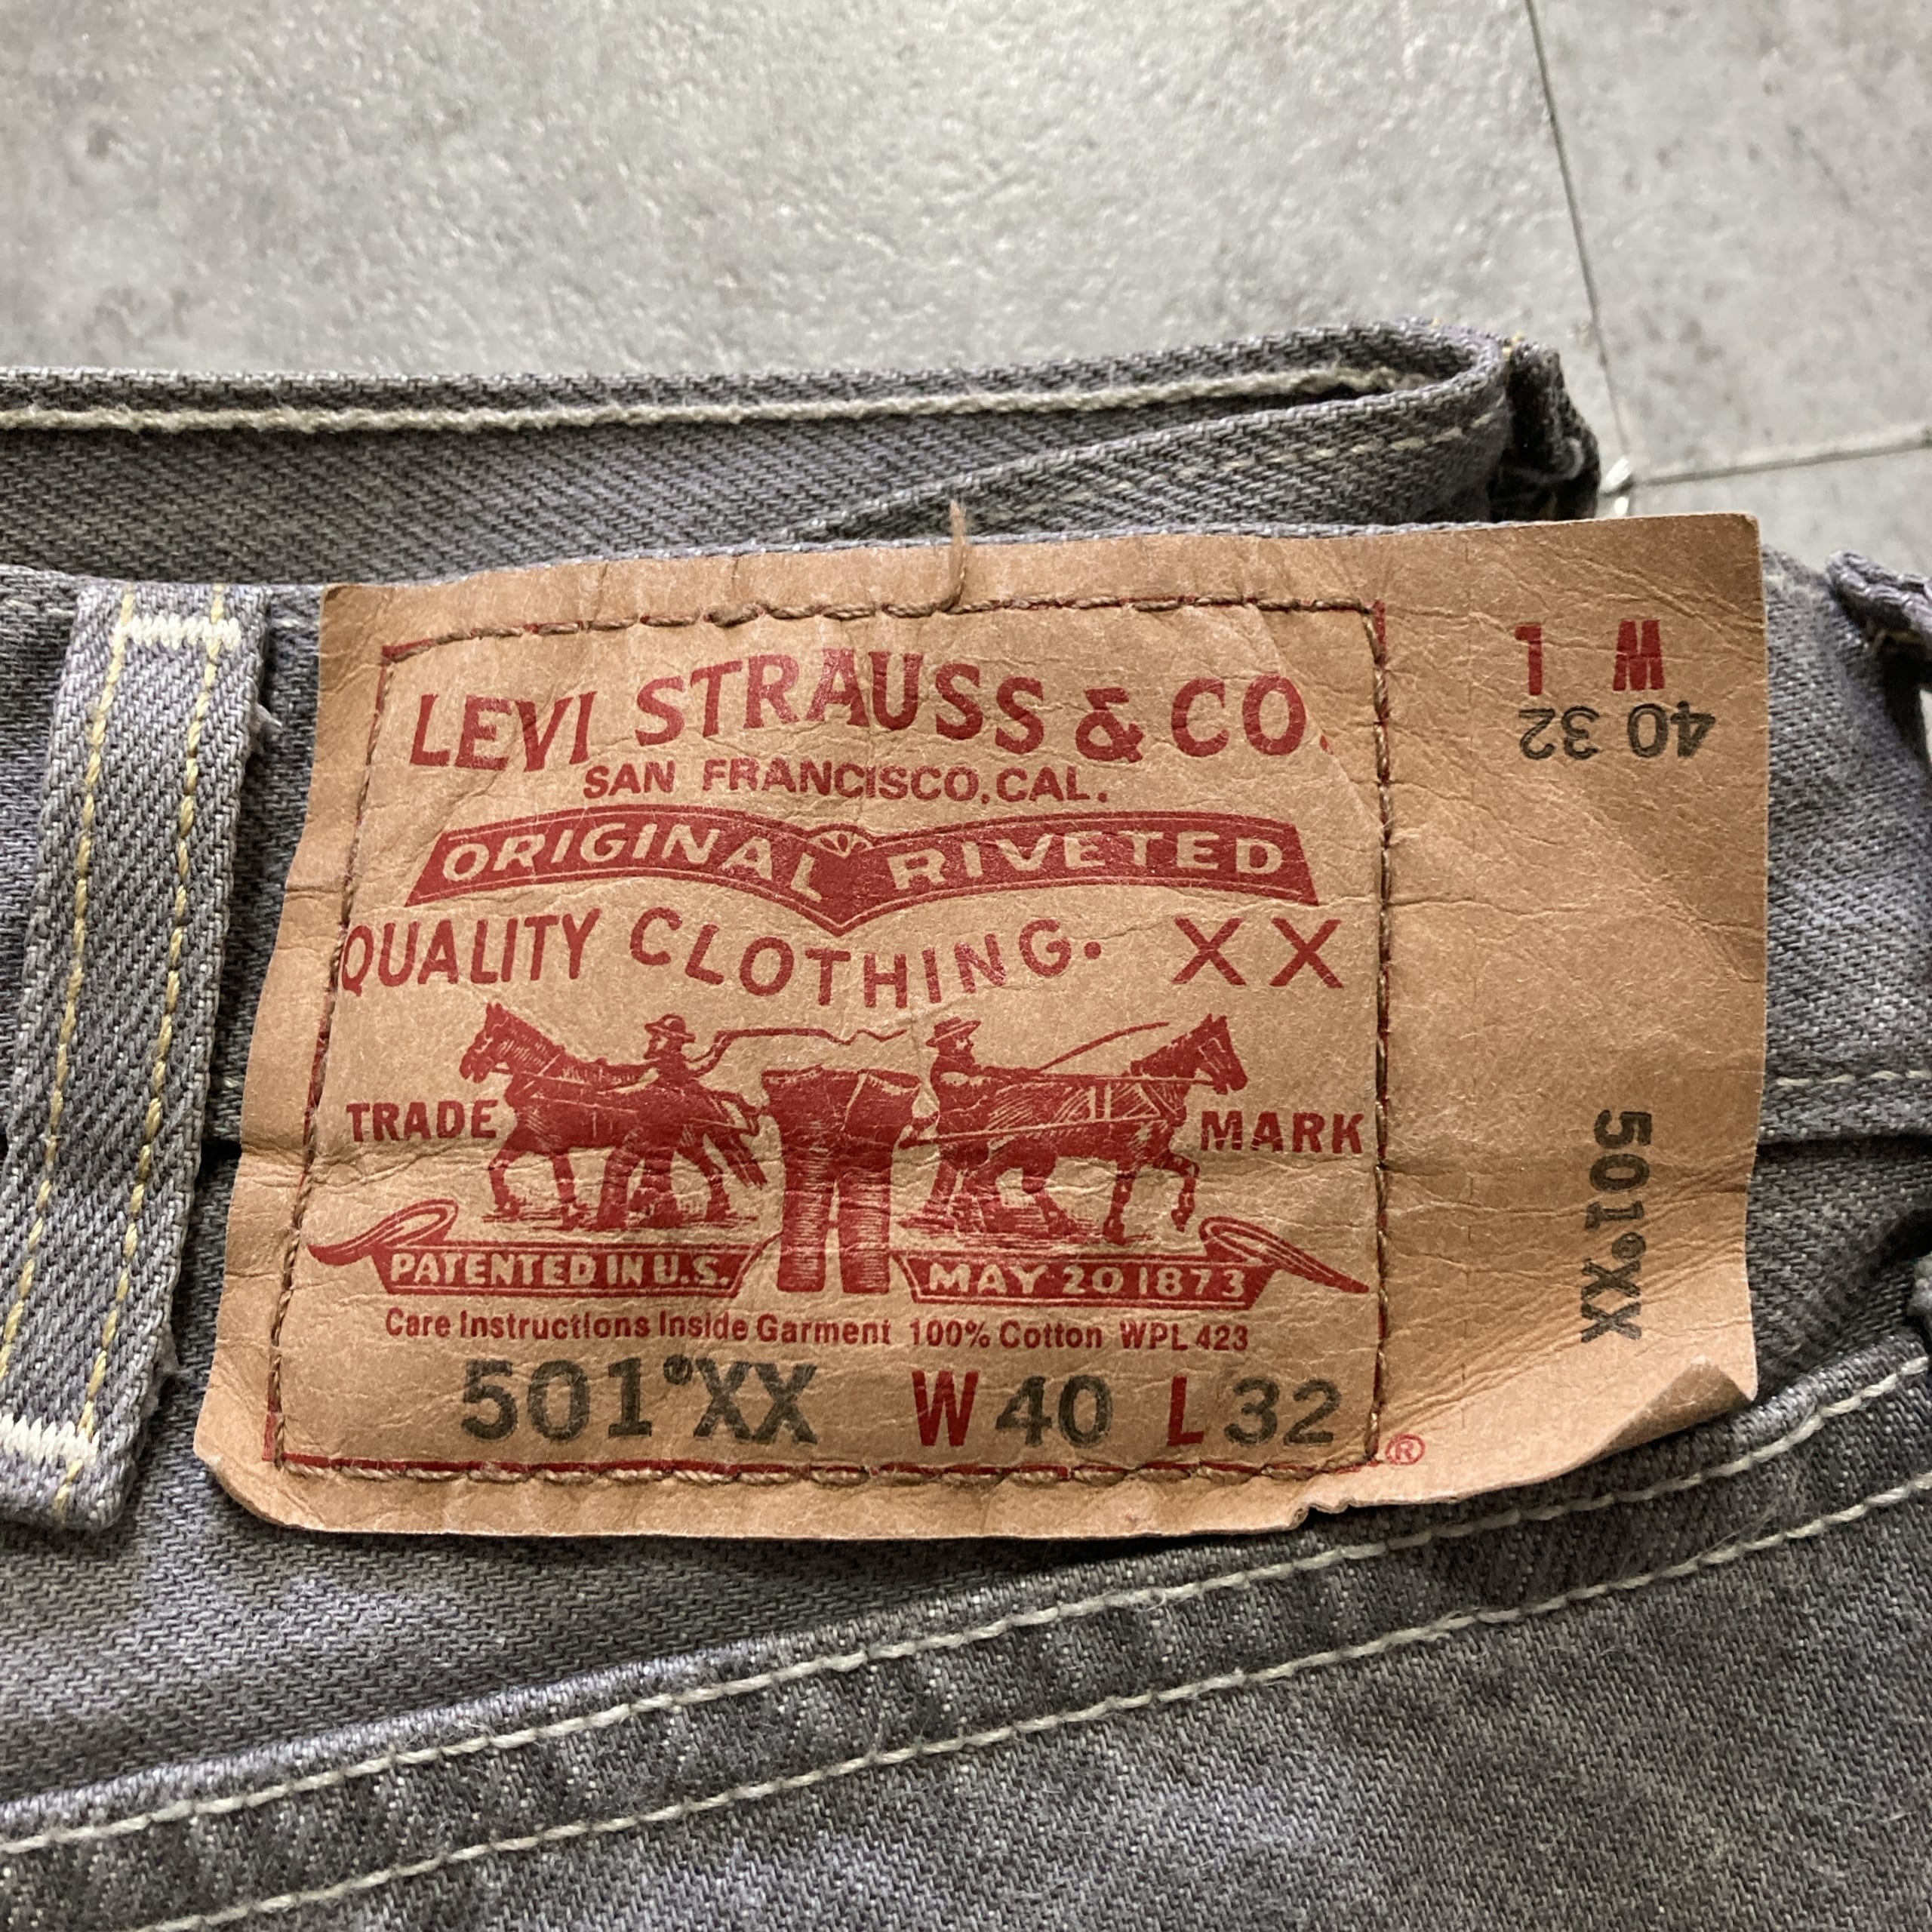 LEVI STRAUSS & CO.
SAN FRANCISCO, CAL.
ORIGINAL RIVETED
QUALITY CLOTHING. XX
TRADE MARK
PATENTED IN U.S. MAY 20 1873
Care Instructions Inside Garment 100% Cotton WPL 423
501®XX W 40 L 32
®
W L
40 32
501®XX